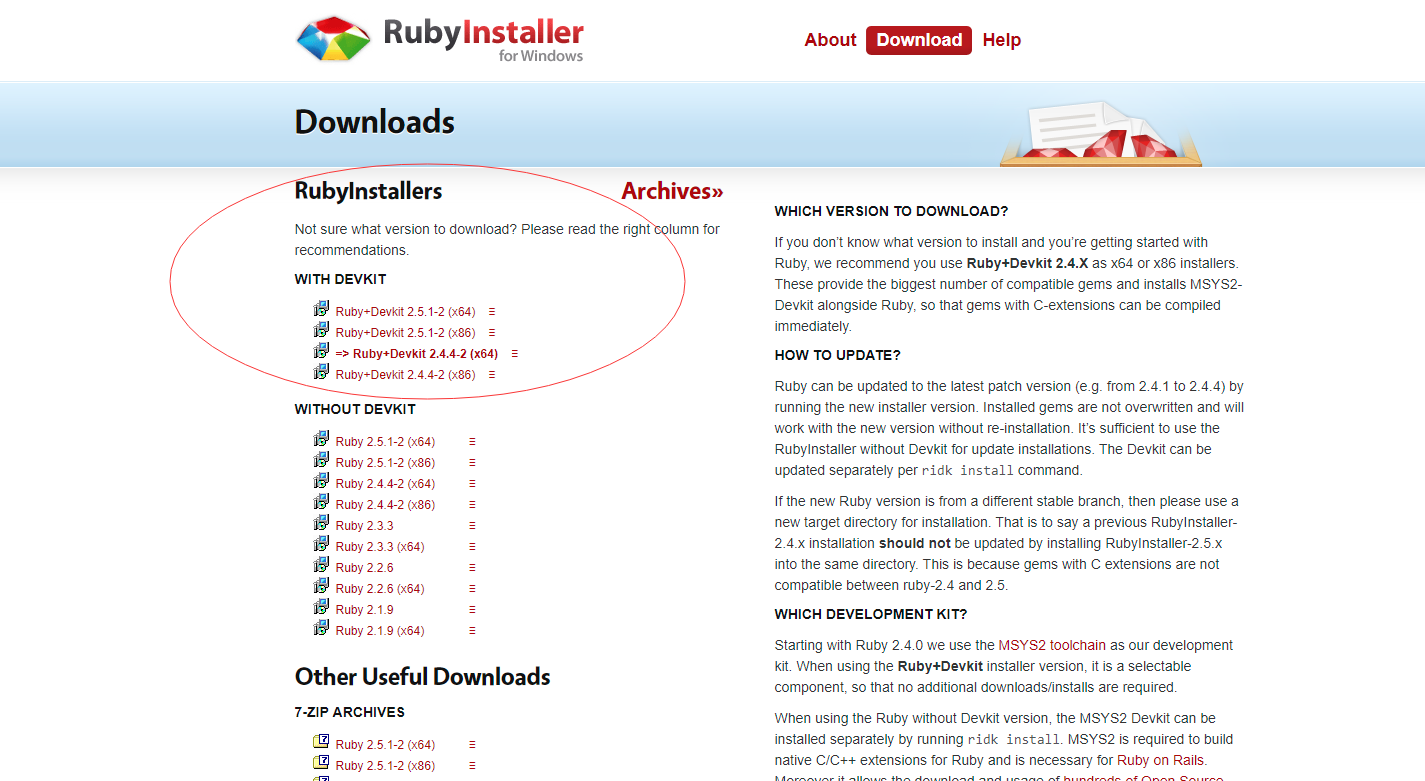 RubyInstaller
for Windows
About Download Help
Downloads
RubyInstallers Archives»
Not sure what version to download? Please read the right column for
recommendations.
WITH DEVKIT
Ruby+Devkit 2.5.1-2 (x64)
Ruby+Devkit 2.5.1-2 (x86)
=> Ruby+Devkit 2.4.4-2 (x64)
Ruby+Devkit 2.4.4-2 (x86)
WITHOUT DEVKIT
Ruby 2.5.1-2 (x64)
Ruby 2.5.1-2 (x86)
Ruby 2.4.4-2 (x64)
Ruby 2.4.4-2 (x86)
Ruby 2.3.3
Ruby 2.3.3 (x64)
Ruby 2.2.6
Ruby 2.2.6 (x64)
Ruby 2.1.9
Ruby 2.1.9 (x64)
Other Useful Downloads
7-ZIP ARCHIVES
Ruby 2.5.1-2 (x64)
Ruby 2.5.1-2 (x86)
WHICH VERSION TO DOWNLOAD?
If you don't know what version to install and you're getting started with
Ruby, we recommend you use Ruby+Devkit 2.4.X as x64 or x86 installers.
These provide the biggest number of compatible gems and installs MSYS2-
Devkit alongside Ruby, so that gems with C-extensions can be compiled
immediately.
HOW TO UPDATE?
Ruby can be updated to the latest patch version (e.g. from 2.4.1 to 2.4.4) by
running the new installer version. Installed gems are not overwritten and will
work with the new version without re-installation. It's sufficient to use the
RubyInstaller without Devkit for update installations. The Devkit can be
updated separately per ridk install command.
If the new Ruby version is from a different stable branch, then please use a
new target directory for installation. That is to say a previous RubyInstaller-
2.4.x installation should not be updated by installing RubyInstaller-2.5.x
into the same directory. This is because gems with C extensions are not
compatible between ruby-2.4 and 2.5.
WHICH DEVELOPMENT KIT?
Starting with Ruby 2.4.0 we use the MSYS2 toolchain as our development
kit. When using the Ruby+Devkit installer version, it is a selectable
component, so that no additional downloads/installs are required.
When using the Ruby without Devkit version, the MSYS2 Devkit can be
installed separately by running ridk install. MSYS2 is required to build
native C/C++ extensions for Ruby and is necessary for Ruby on Rails.
Moreover it allows the download and usage of hundreds of Open Source